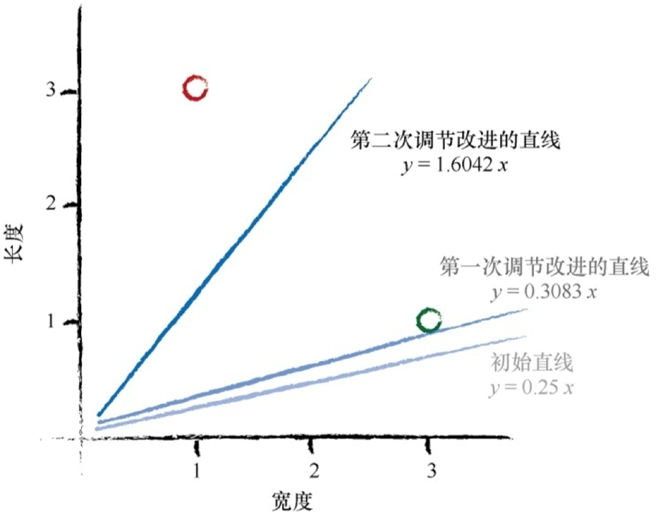 3
2
1
长度
第二次调节改进的直线
y = 1.6042 x
第一次调节改进的直线
y = 0.3083 x
初始直线
y = 0.25 x
1
2
3
宽度